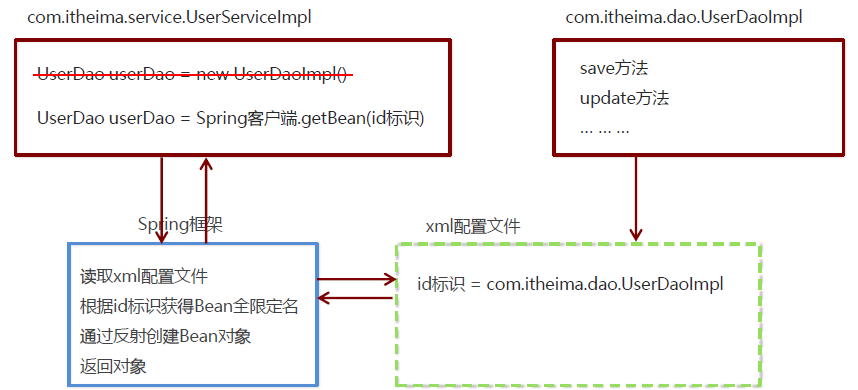 com.itheima.service.UserServiceImpl
UserDao userDao = new UserDaoImpl()
UserDao userDao = Spring客户端.getBean(id标识)
com.itheima.dao.UserDaoImpl
save方法
update方法
... ... ...
Spring框架
读取xml配置文件
根据id标识获得Bean全限定名
通过反射创建Bean对象
返回对象
xml配置文件
id标识 = com.itheima.dao.UserDaoImpl